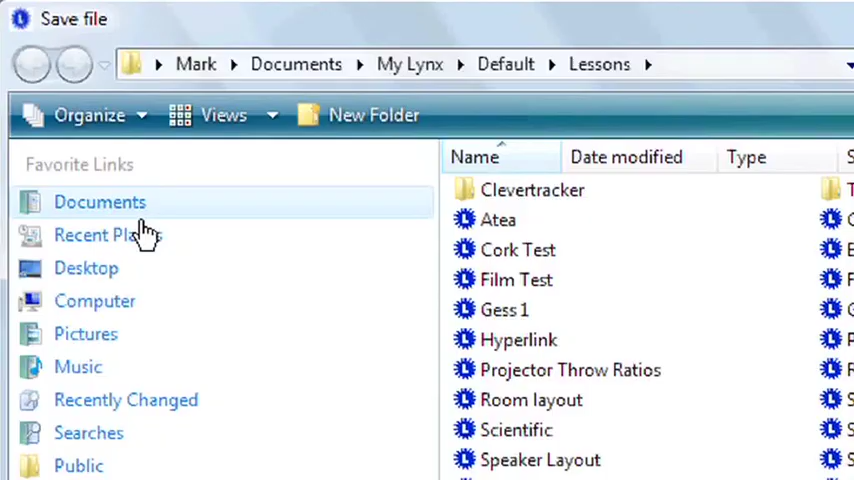 Save file
Mark Documents My Lynx Default Lessons
Organize Views New Folder
Favorite Links
Documents
Recent
Desktop
Computer
Pictures
Music
Recently Changed
Searches
Public
Name Date modified Type S
Clevertracker T
Atea
Cork Test
Film Test
Gess 1
Hyperlink
Projector Throw Ratios
Room layout
Scientific
Speaker Layout